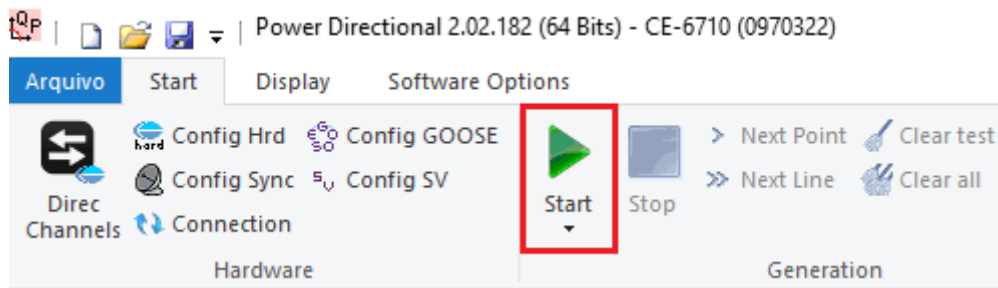 Power Directional 2.02.182 (64 Bits) - CE-6710 (0970322)
Arquivo Start Display Software Options
Config Hrd Config GOOSE
Next Point Clear test
Config Sync Config SV
Next Line Clear all
Direc
Channels
Connection
Start
Stop
Hardware
Generation